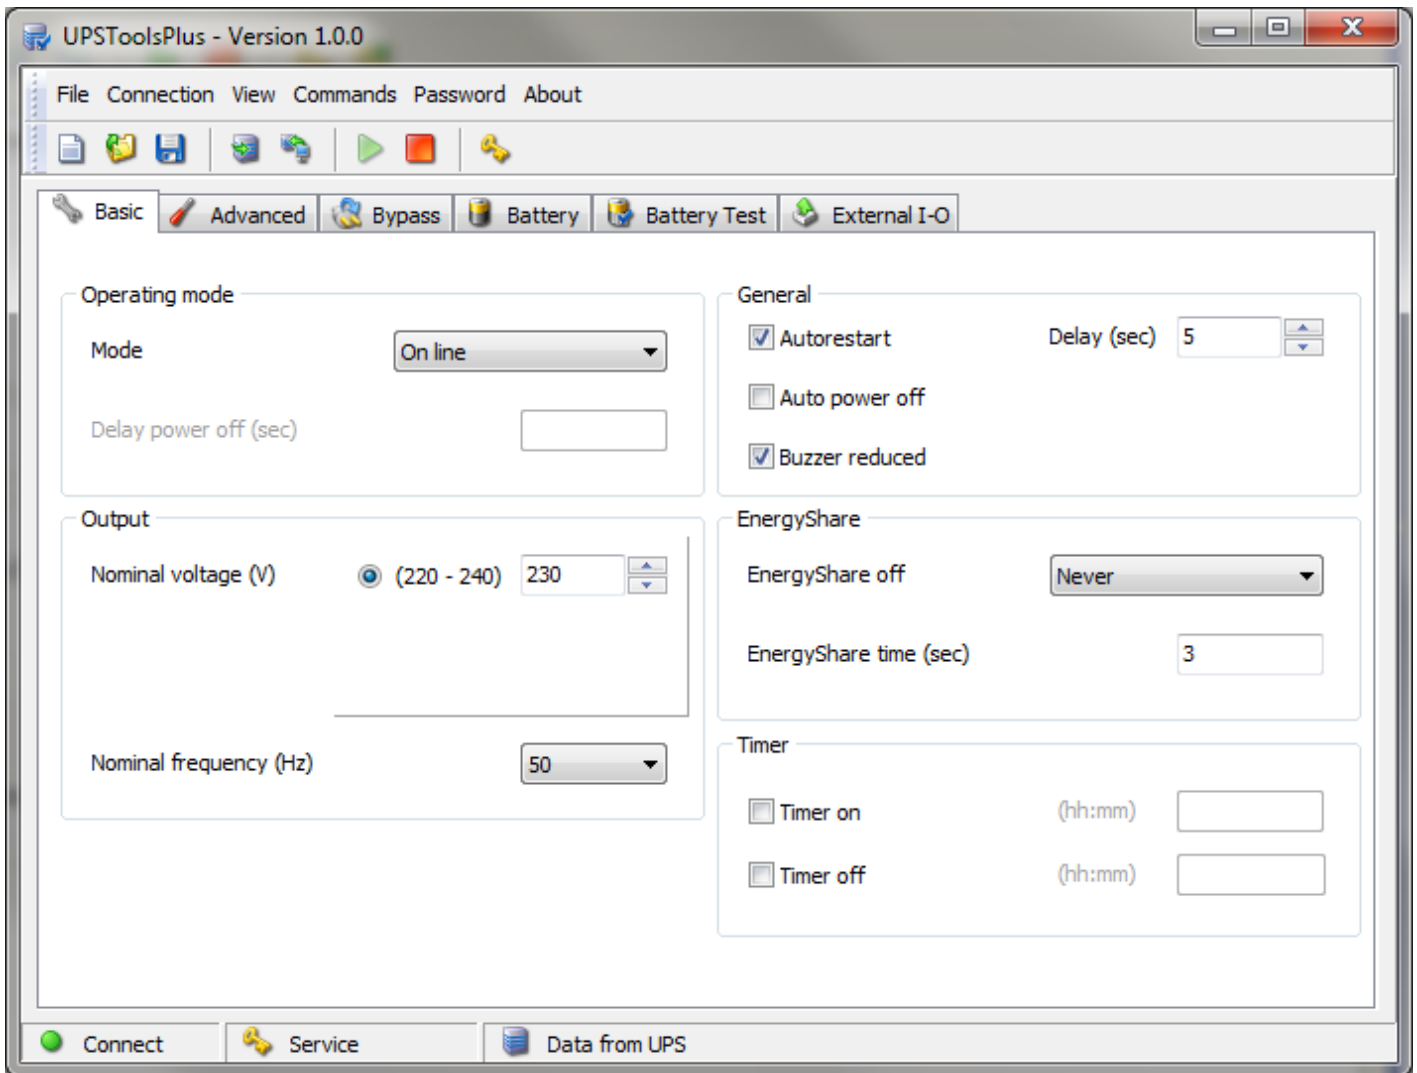 UPSToolsPlus - Version 1.0.0
File Connection View Commands Password About
Basic Advanced Bypass Battery Battery Test External I-O
Operating mode
Mode On line
Delay power off (sec)
Output
Nominal voltage (V) (220 - 240) 230
Nominal frequency (Hz) 50
General
Autorestart Delay (sec) 5
Auto power off
Buzzer reduced
EnergyShare
EnergyShare off Never
EnergyShare time (sec) 3
Timer
Timer on (hh:mm)
Timer off (hh:mm)
Connect Service Data from UPS